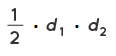 1/2 · d₁ · d₂